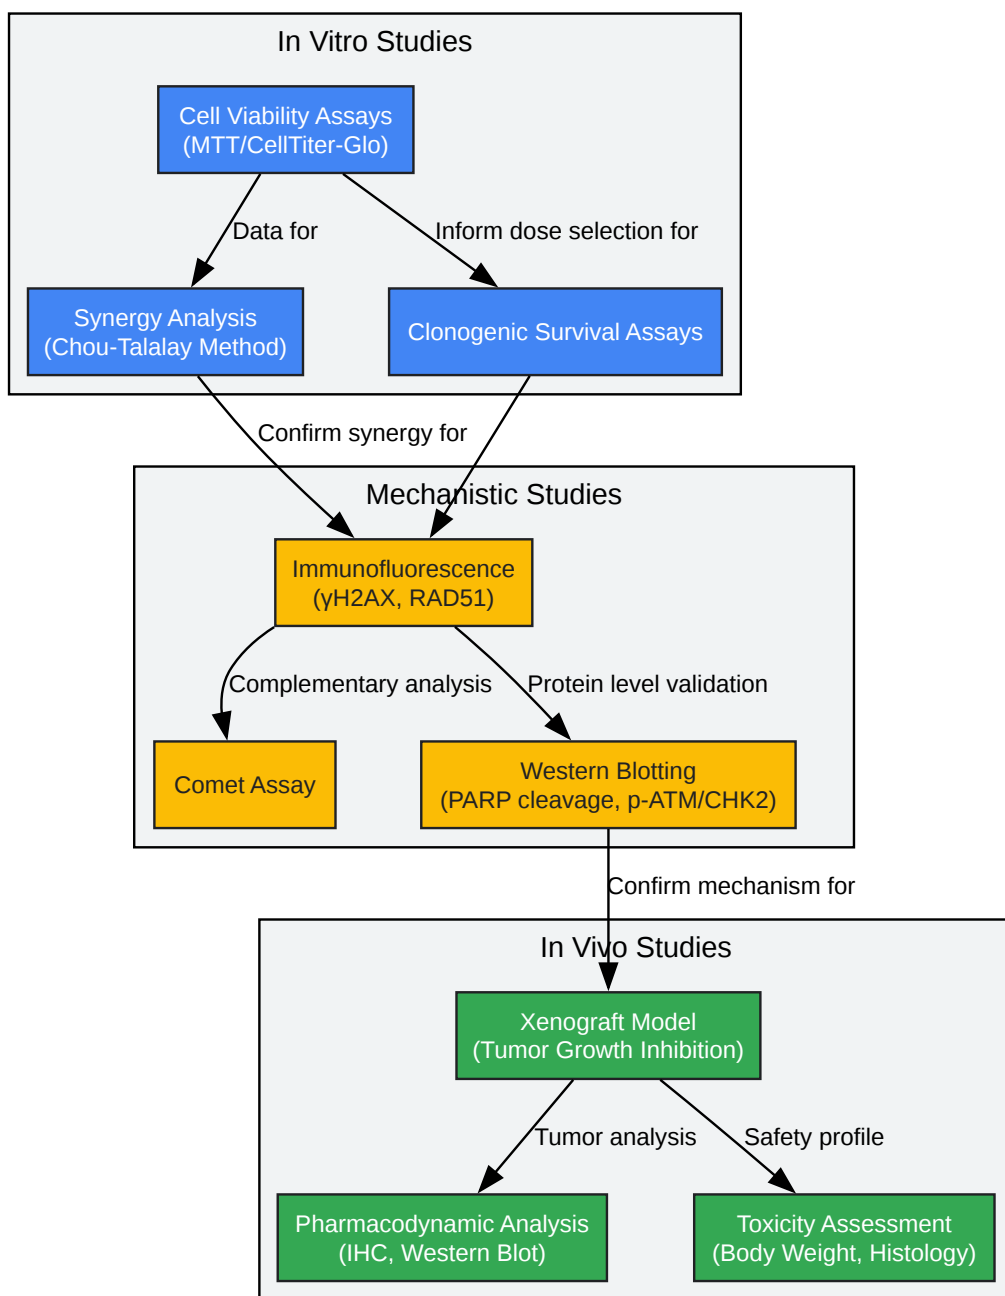 In Vitro Studies
Cell Viability Assays
(MTT/CellTiter-Glo)
Data for
Inform dose selection for
Synergy Analysis
(Chou-Talalay Method)
Clonogenic Survival Assays
Confirm synergy for
Mechanistic Studies
Immunofluorescence
(γH2AX, RAD51)
Complementary analysis
Protein level validation
Comet Assay
Western Blotting
(PARP cleavage, p-ATM/CHK2)
Confirm mechanism for
In Vivo Studies
Xenograft Model
(Tumor Growth Inhibition)
Tumor analysis
Safety profile
Pharmacodynamic Analysis
(IHC, Western Blot)
Toxicity Assessment
(Body Weight, Histology)